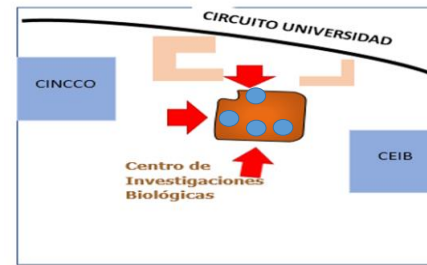 CIRCUITO UNIVERSIDAD
CINCCO
CEIB
Centro de
Investigaciones
Biológicas